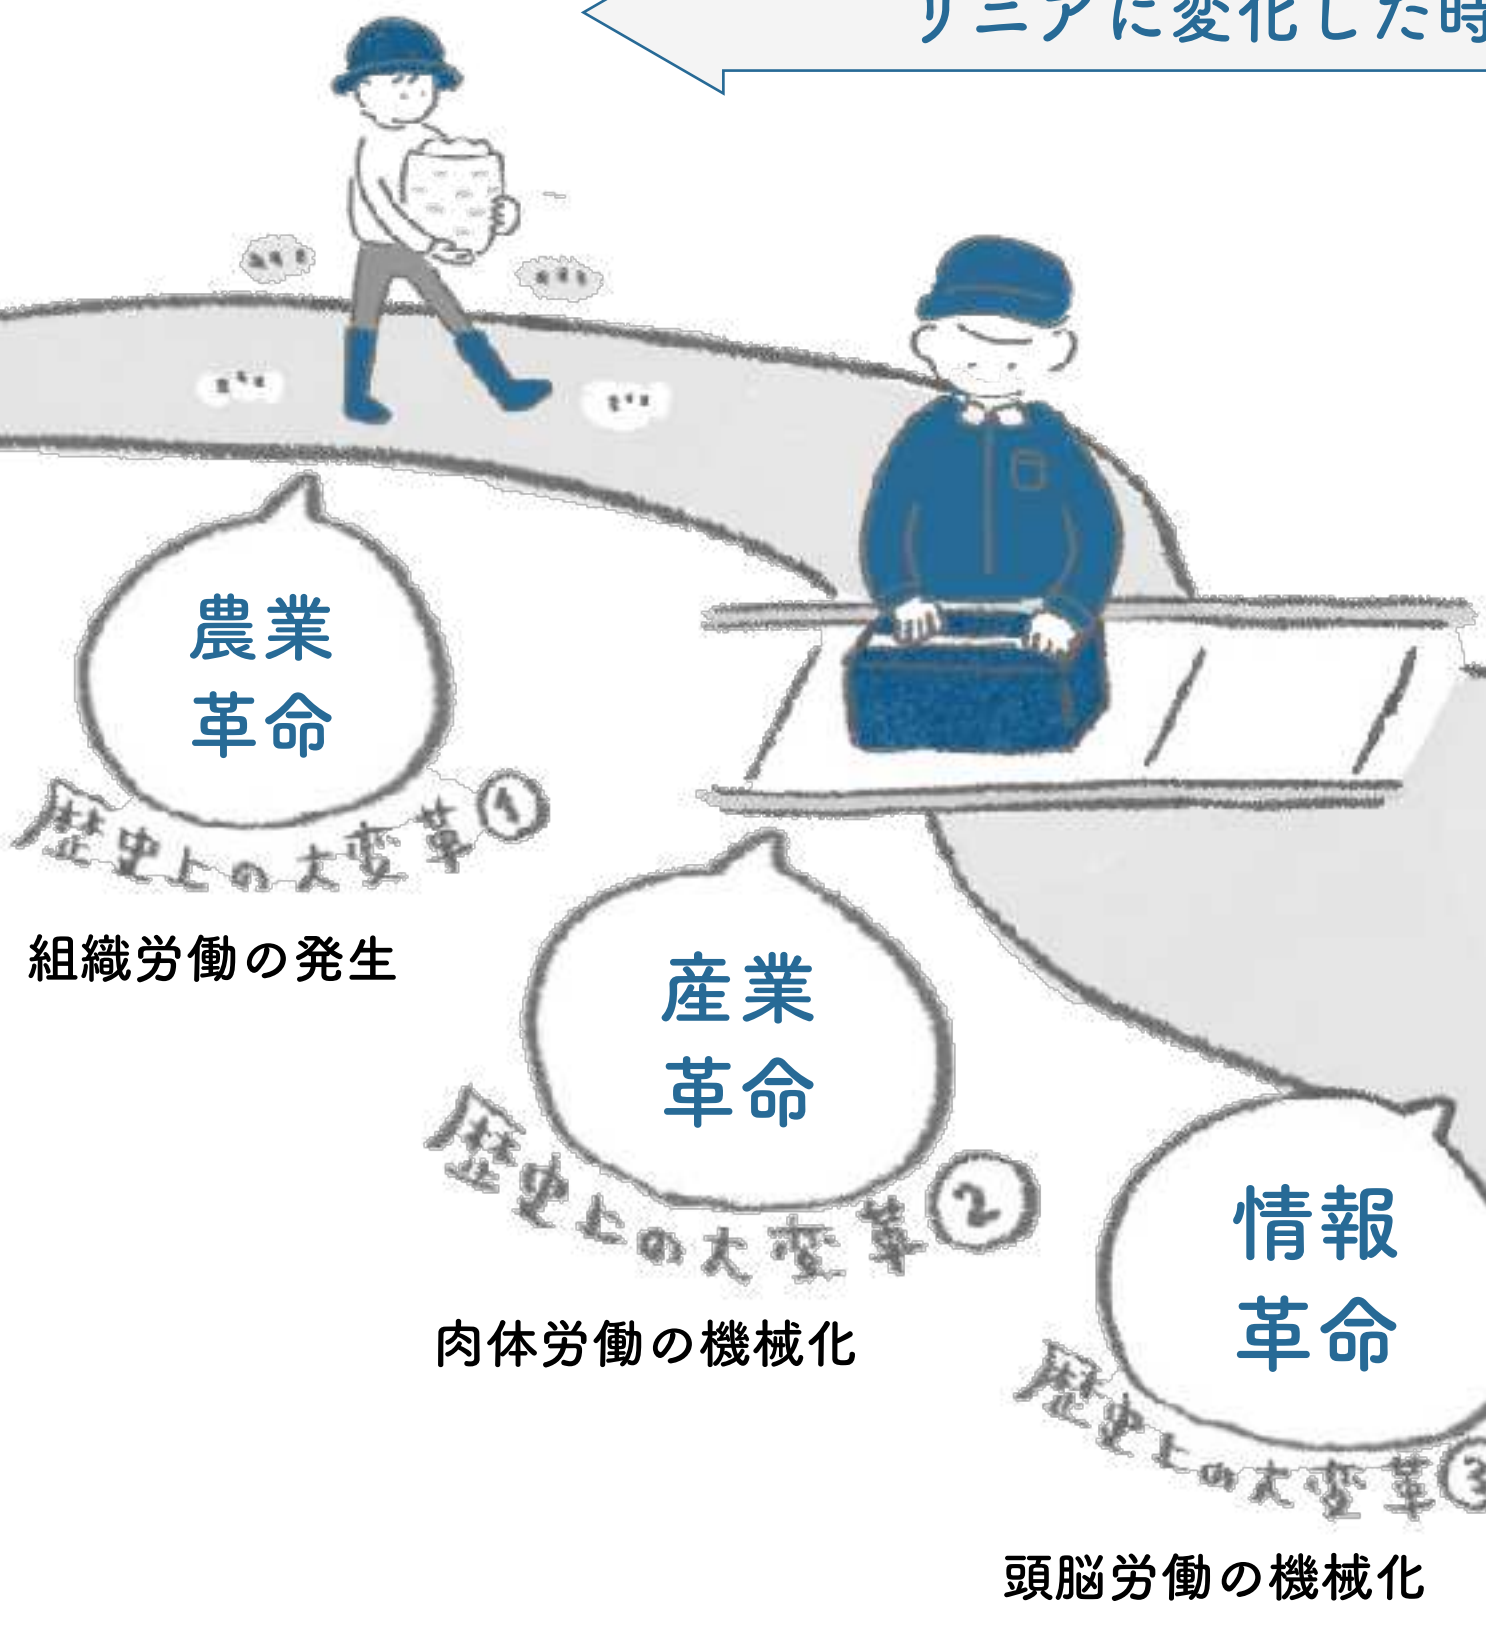 リニアに変化した時
農業
革命
歴史上の大変革①
組織労働の発生
産業
革命
歴史上の大変革②
肉体労働の機械化
情報
革命
歴史上の大変革③
頭脳労働の機械化